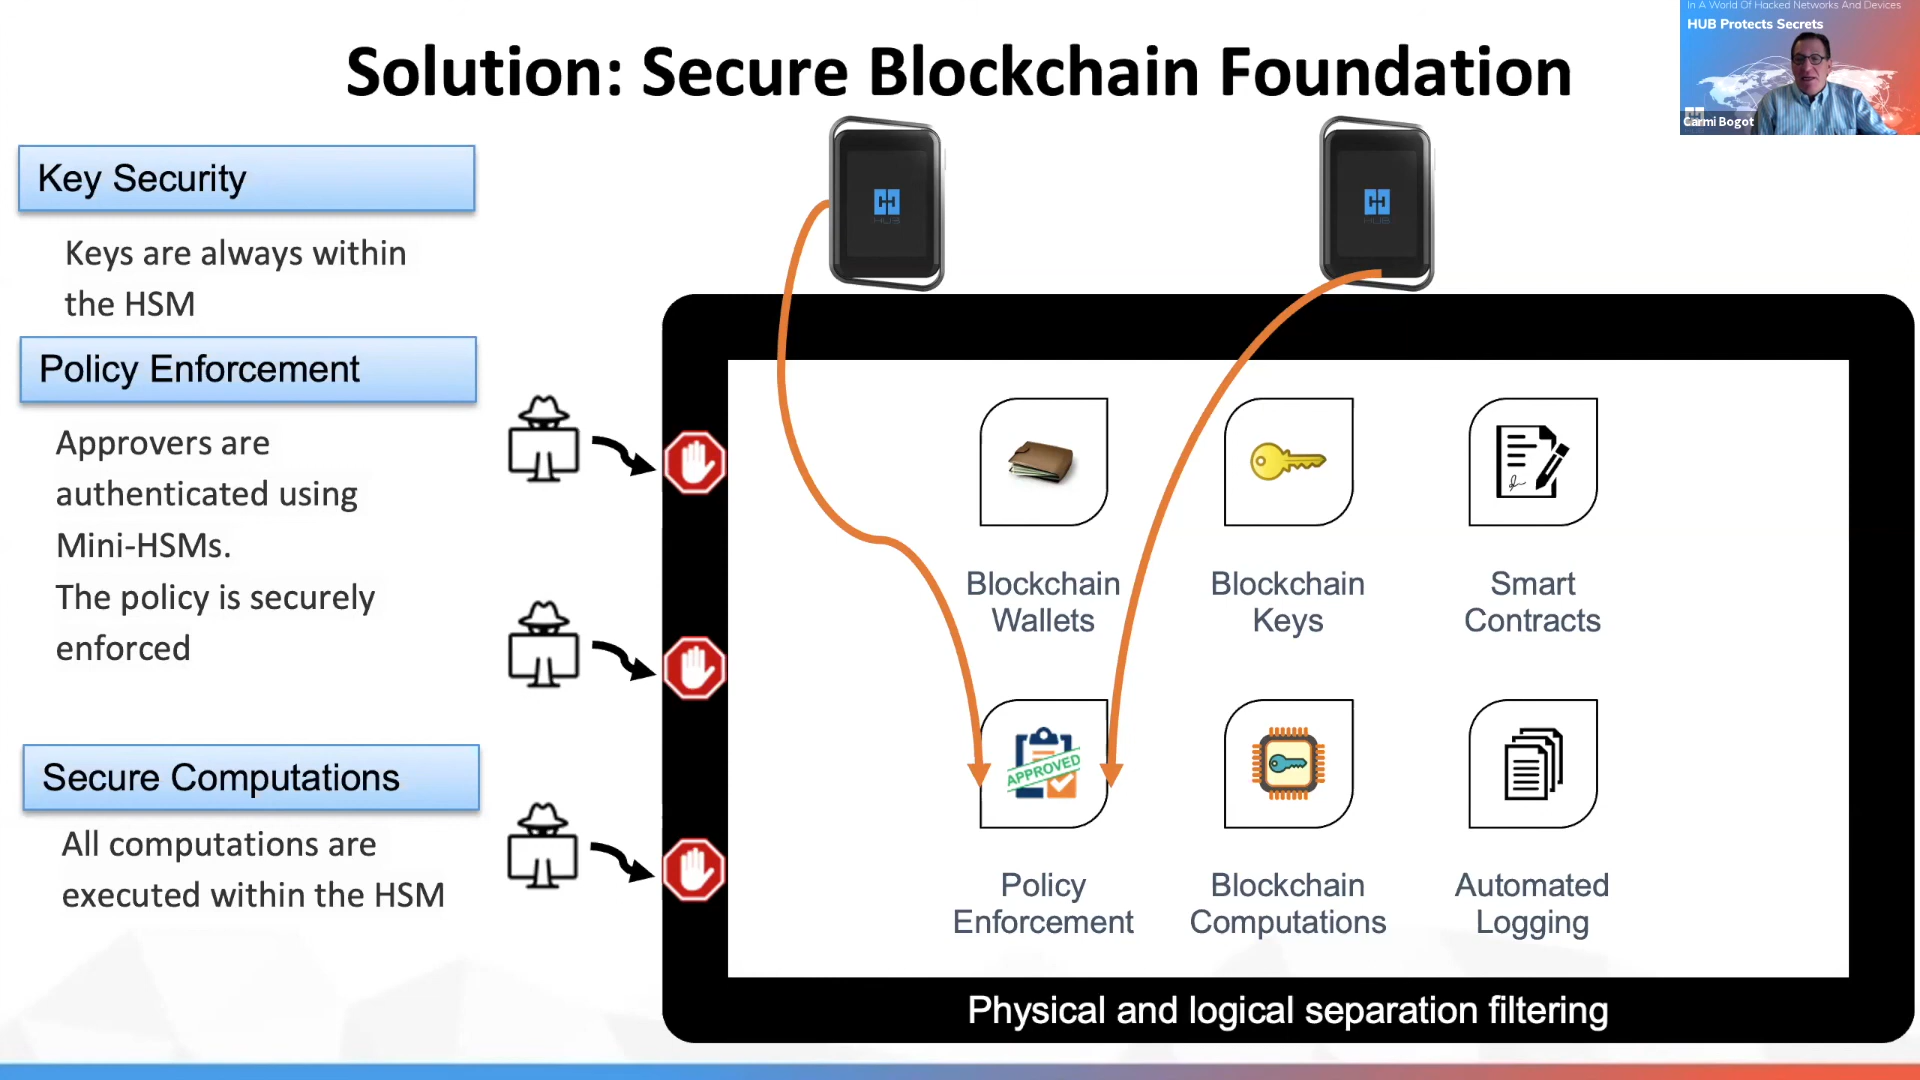 In A World Of Hacked Networks And Devices
HUB Protects Secrets
Carmi Bogot
Solution: Secure Blockchain Foundation
Key Security
Keys are always within
the HSM
Policy Enforcement
Approvers are
authenticated using
Mini-HSMs.
The policy is securely
enforced
Secure Computations
All computations are
executed within the HSM
HUB
HUB
Blockchain
Wallets
Blockchain
Keys
Smart
Contracts
APPROVED
Policy
Enforcement
Blockchain
Computations
Automated
Logging
Physical and logical separation filtering